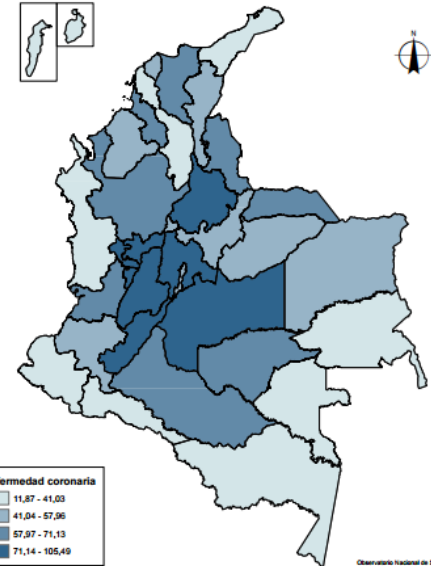 N
fermedad coronaria
11,87 - 41,03
41,04 - 57,96
57,97 - 71,13
71,14 - 105,49
Observatorio Nacional de S